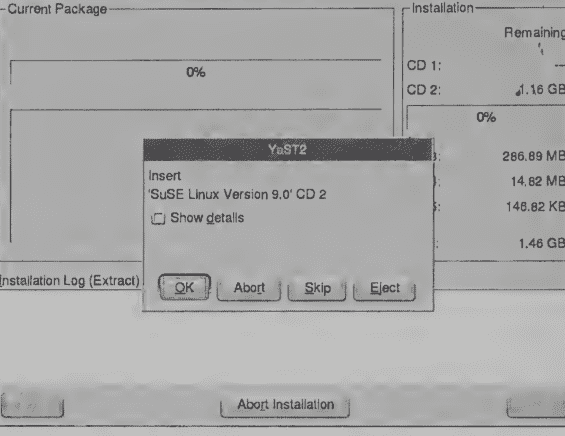 Current Package
Installation
Remaining
CD 1:
0%
CD 2: 1.16 GB
0%
YaST2
Insert
286.89 MB
'SuSE Linux Version 9.0' CD 2
14.82 MB
Show details
146.82 KB
1.46 GB
Installation Log (Extract)
OK Abort Skip Eject
Abort Installation